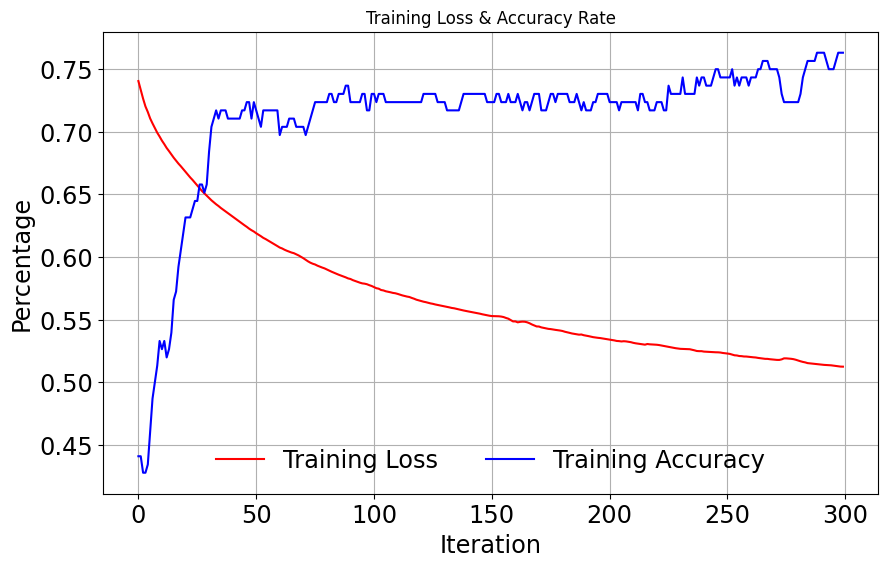 Training Loss & Accuracy Rate
Percentage
0.75
0.70
0.65
0.60
0.55
0.50
0.45
Training Loss Training Accuracy
0 50 100 150 200 250 300
Iteration